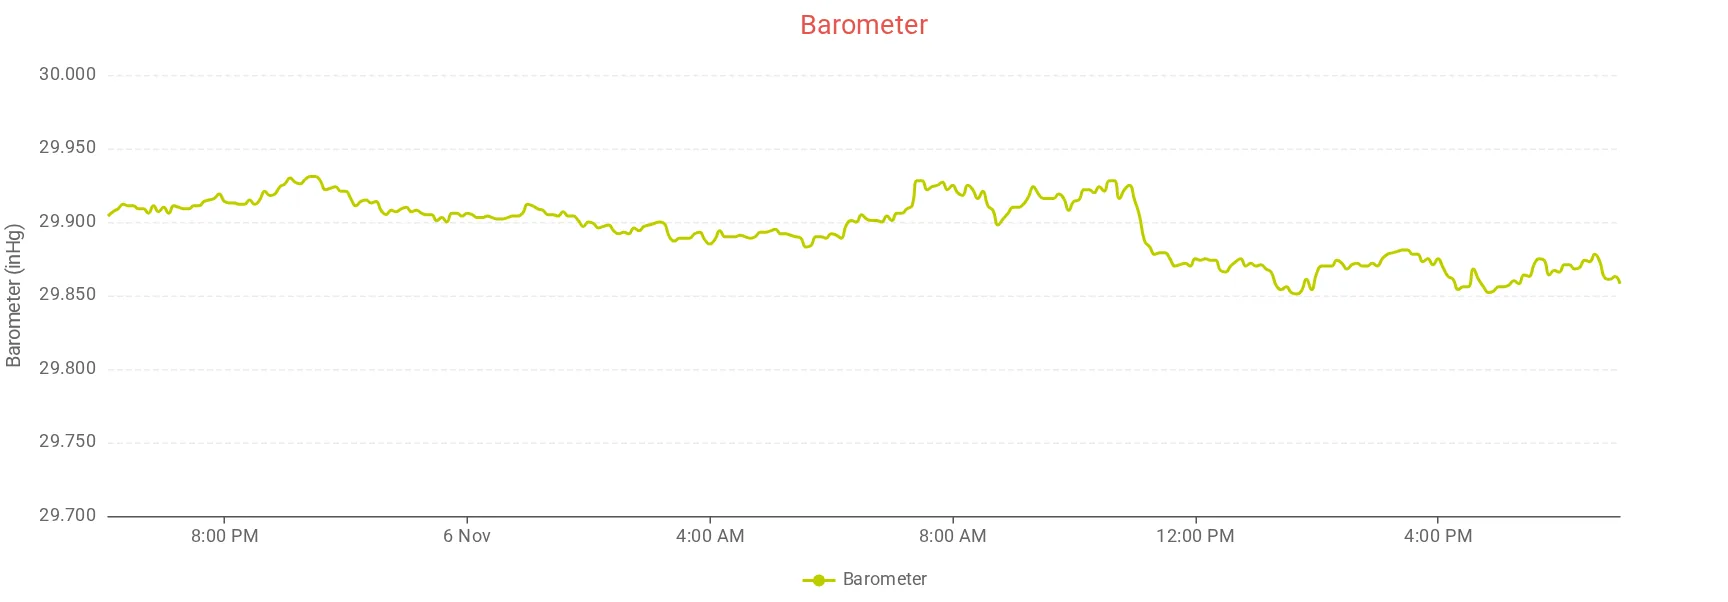 Barometer
30.000
29.950
29.900
29.850
29.800
29.750
29.700
Barometer (inHg)
8:00 PM
6 Nov
4:00 AM
8:00 AM
12:00 PM
4:00 PM
Barometer